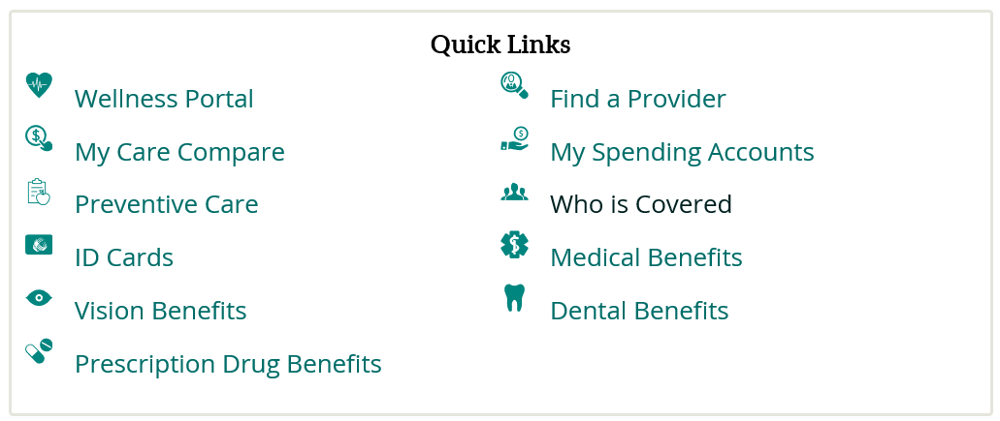 Quick Links
Wellness Portal
Find a Provider
My Care Compare
My Spending Accounts
Preventive Care
Who is Covered
ID Cards
Medical Benefits
Vision Benefits
Dental Benefits
Prescription Drug Benefits